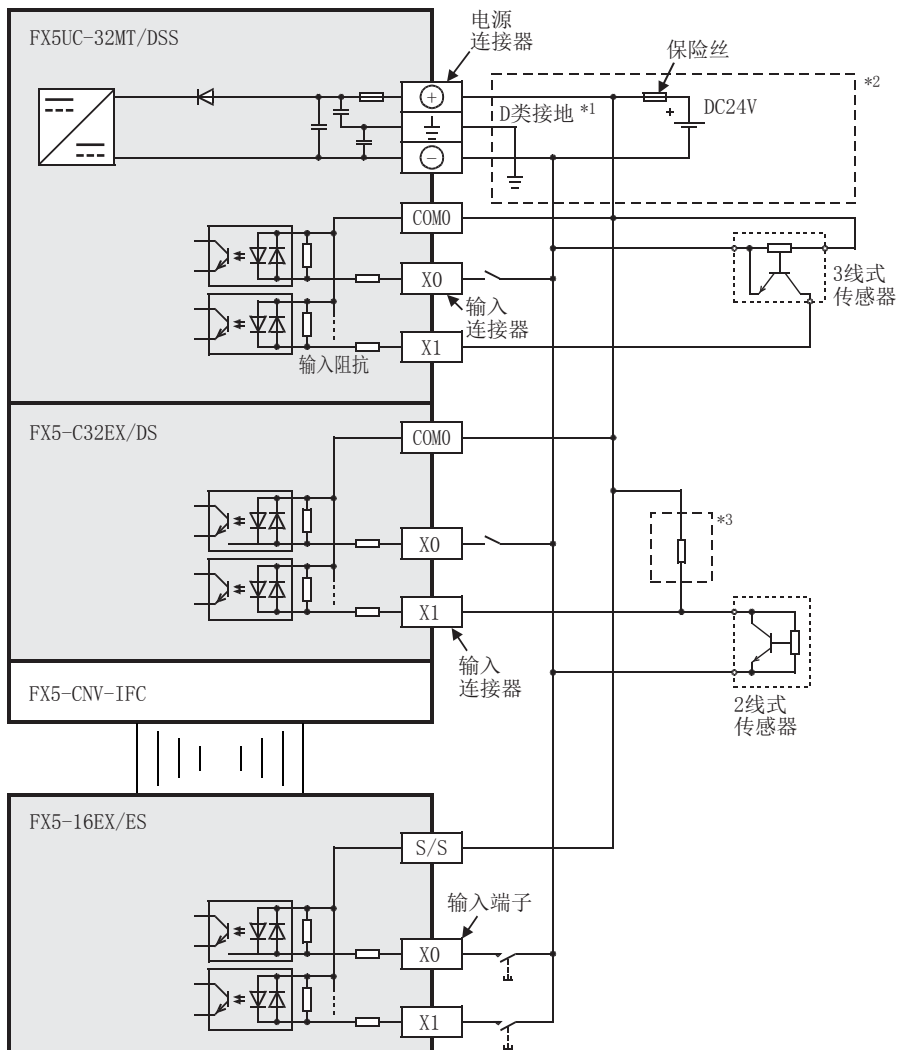 FX5UC-32MT/DSS
电源
连接器
保险丝
*2
D类接地 *1
DC24V
COM0
X0
输入
连接器
3线式
传感器
X1
输入阻抗
FX5-C32EX/DS
COM0
*3
X0
X1
输入
连接器
2线式
传感器
FX5-CNV-IFC
FX5-16EX/ES
S/S
输入端子
X0
X1